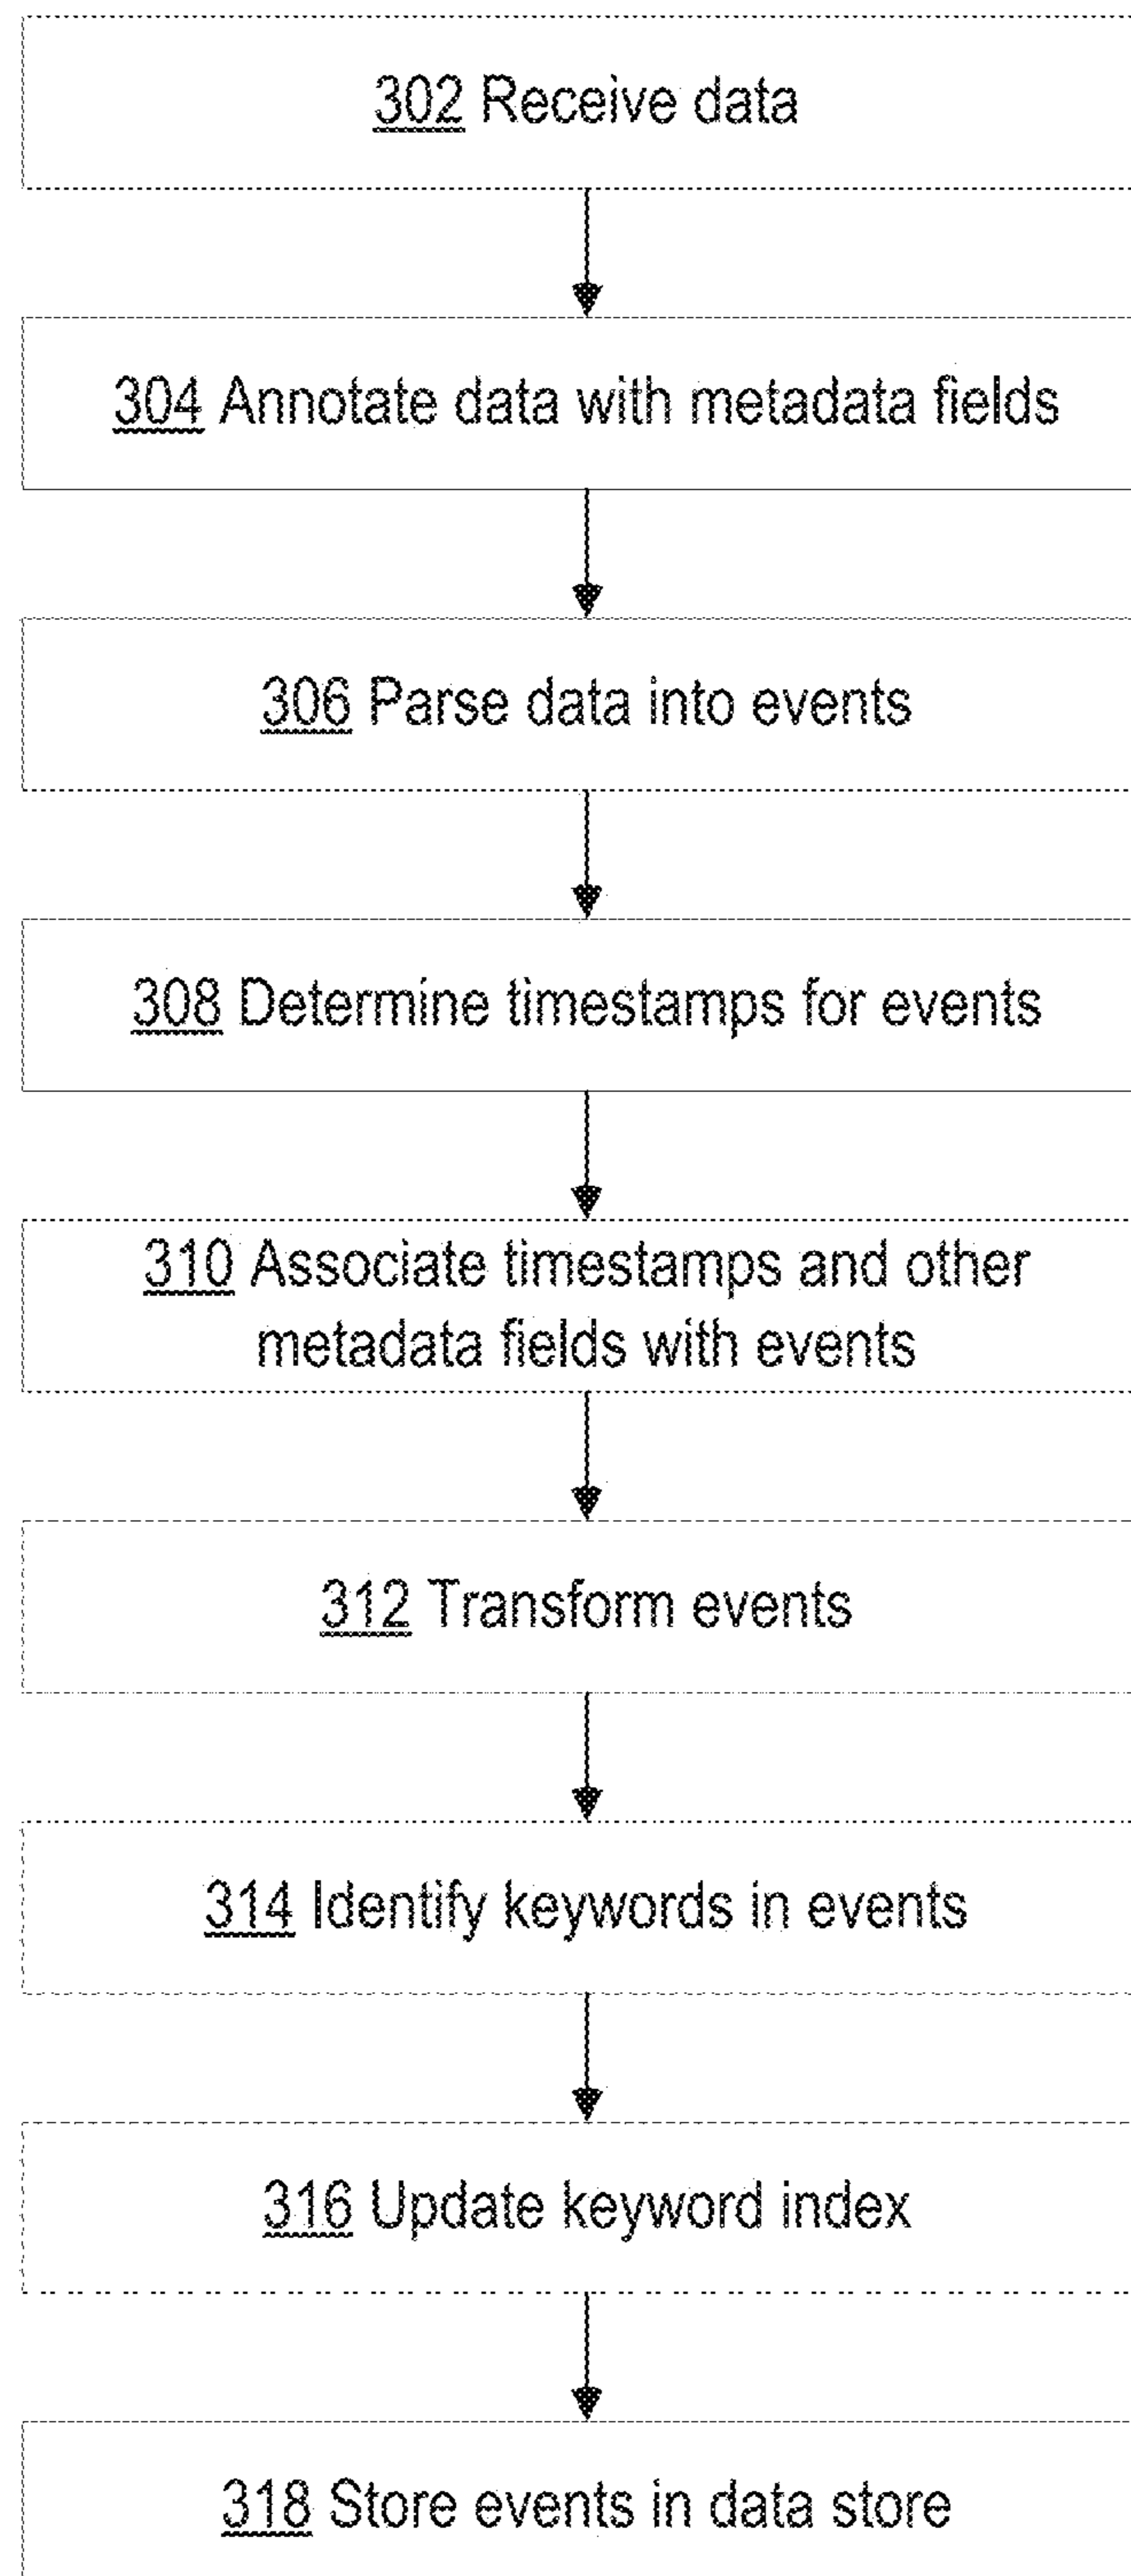 302 Receive data
304 Annotate data with metadata fields
306 Parse data into events
308 Determine timestamps for events
310 Associate timestamps and other
metadata fields with events
312 Transform events
314 Identify keywords in events
316 Update keyword index
318 Store events in data store